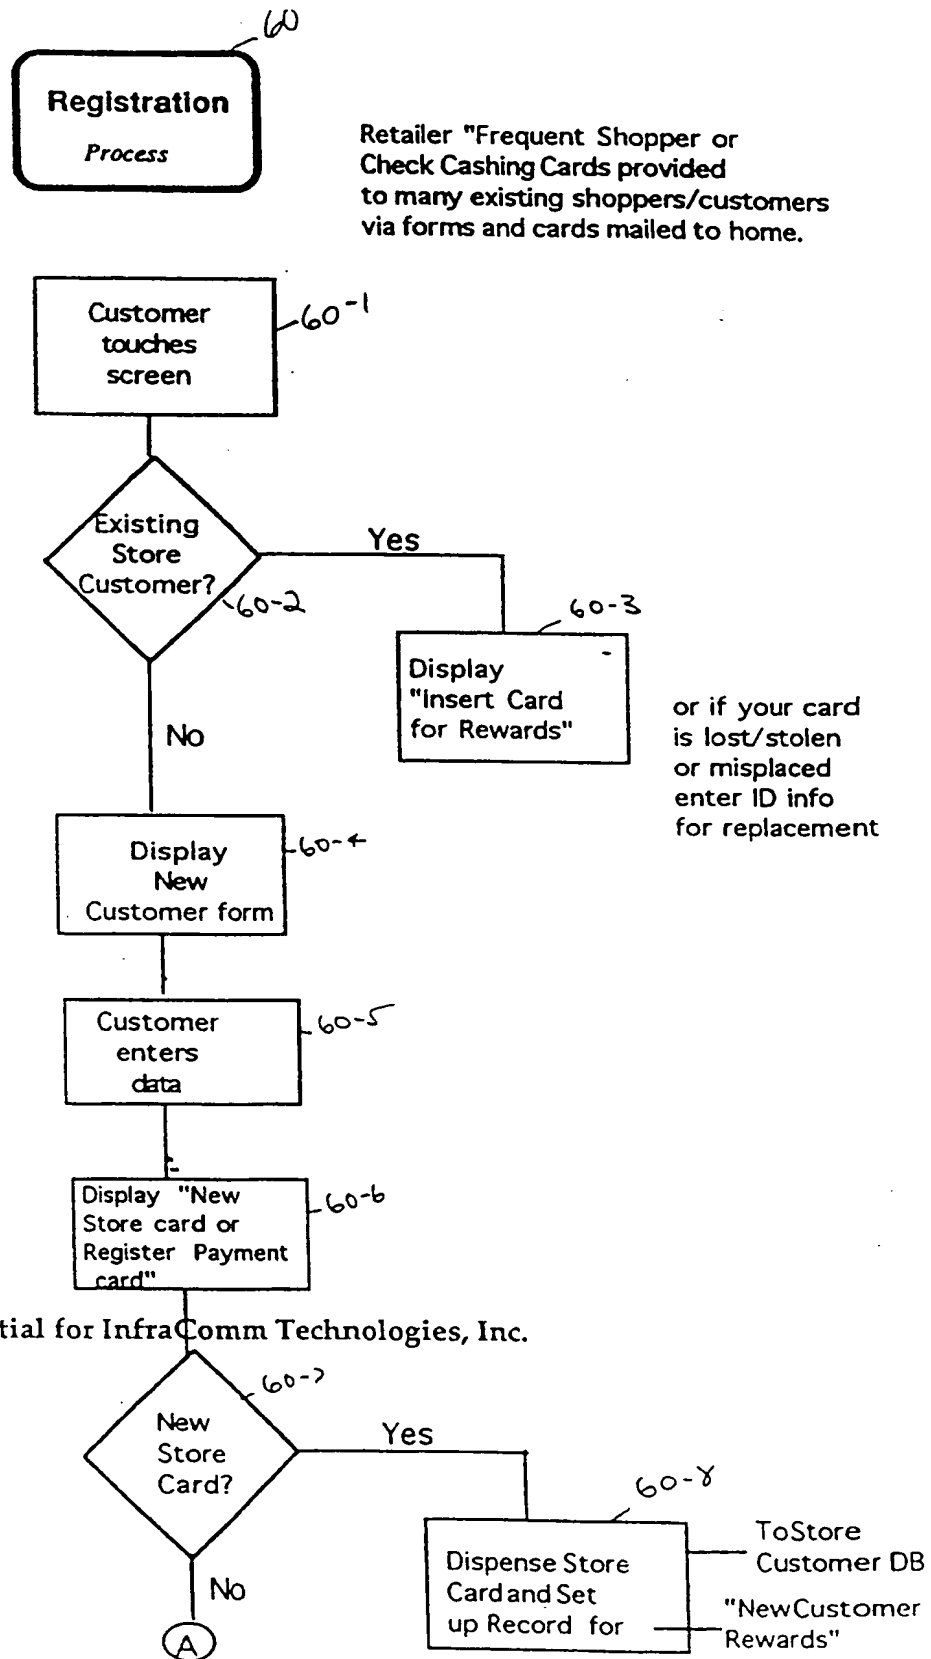 60
Registration
Process
Retailer "Frequent Shopper or
Check Cashing Cards provided
to many existing shoppers/customers
via forms and cards mailed to home.
Customer
touches
screen
60-1
Existing
Store
Customer?
60-2
Yes
60-3
Display
"Insert Card
for Rewards"
or if your card
is lost/stolen
or misplaced
enter ID info
for replacement
No
Display
New
Customer form
60-4
Customer
enters
data
60-5
Display "New
Store card or
Register Payment
card"
60-6
tial for InfraComm Technologies, Inc.
60-7
New
Store
Card?
Yes
60-8
Dispense Store
Card and Set
up Record for
ToStore
Customer DB
"NewCustomer
Rewards"
No
A